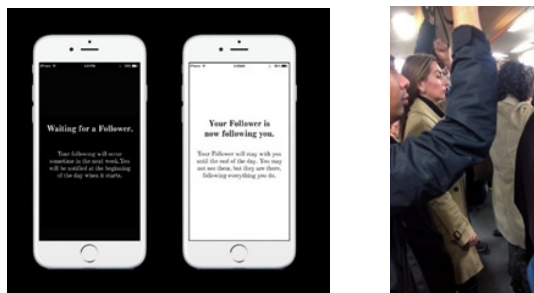 Waiting for a Follower.
Your following will occur
sometime in the next week.You
will be notified at the beginning
of the day when it starts.
Your Follower is
now following you.
Your Follower will stay with you
until the end of the day. You may
not see them, but they are there,
following everything you do.